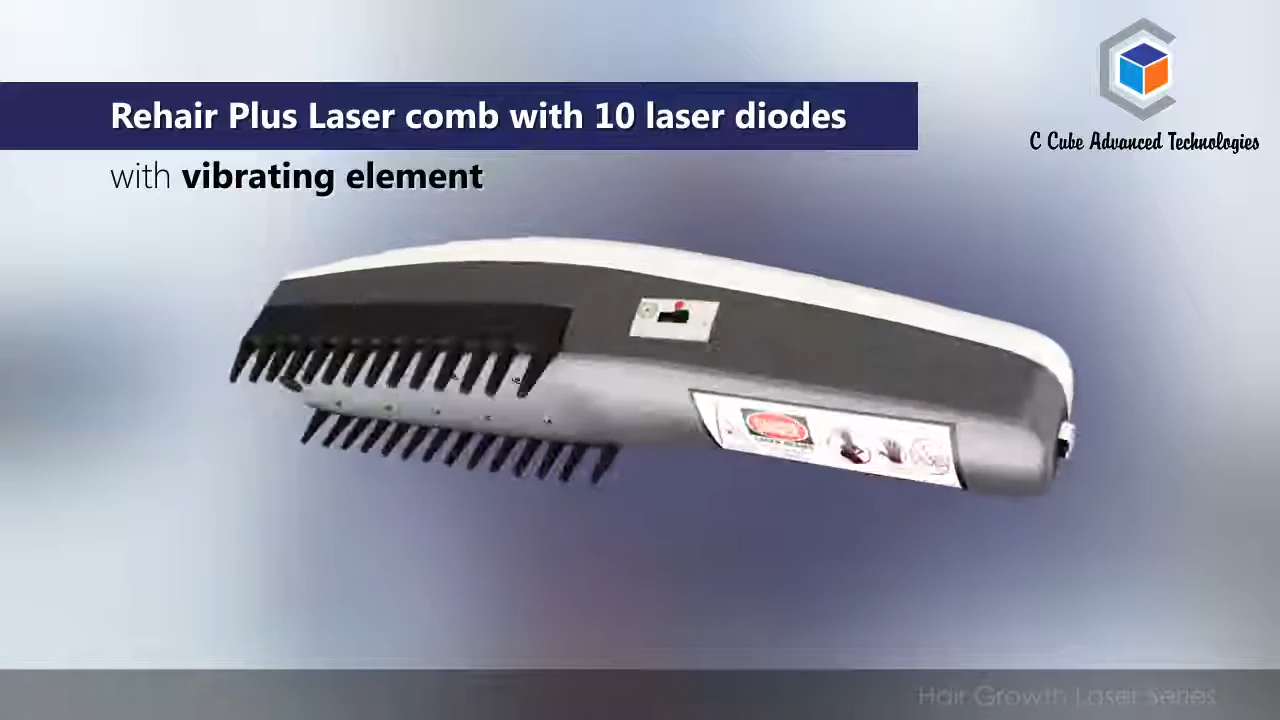 Rehair Plus Laser comb with 10 laser diodes
with vibrating element
C Cube Advanced Technologies
Hair Growth Laser Series